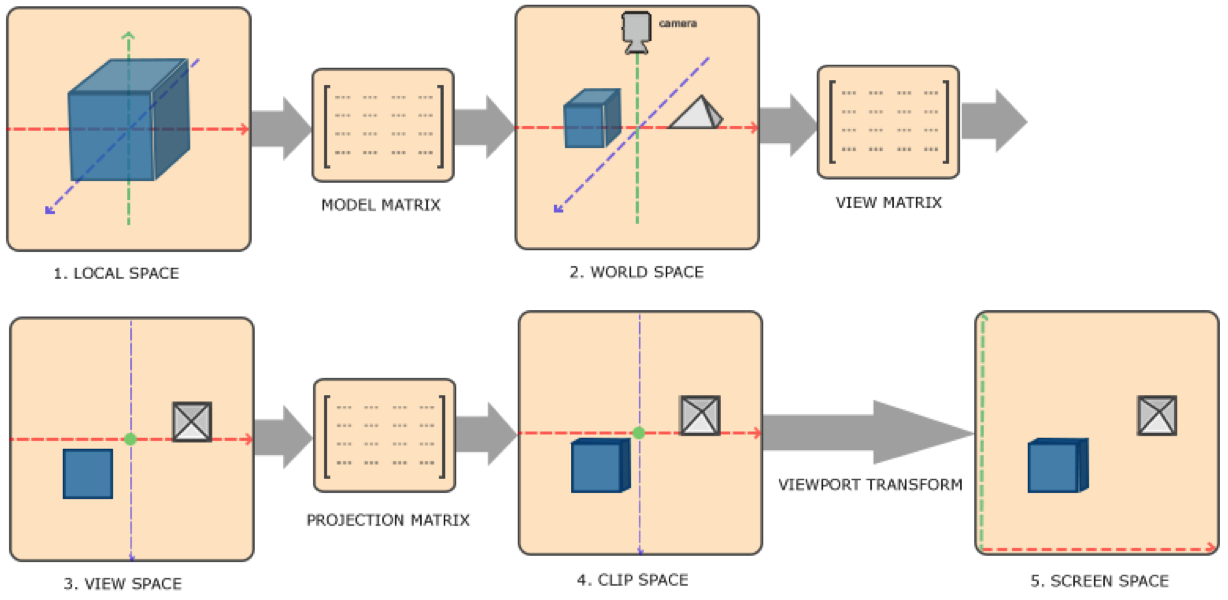 camera
MODEL MATRIX
VIEW MATRIX
1. LOCAL SPACE
2. WORLD SPACE
PROJECTION MATRIX
VIEWPORT TRANSFORM
3. VIEW SPACE
4. CLIP SPACE
5. SCREEN SPACE